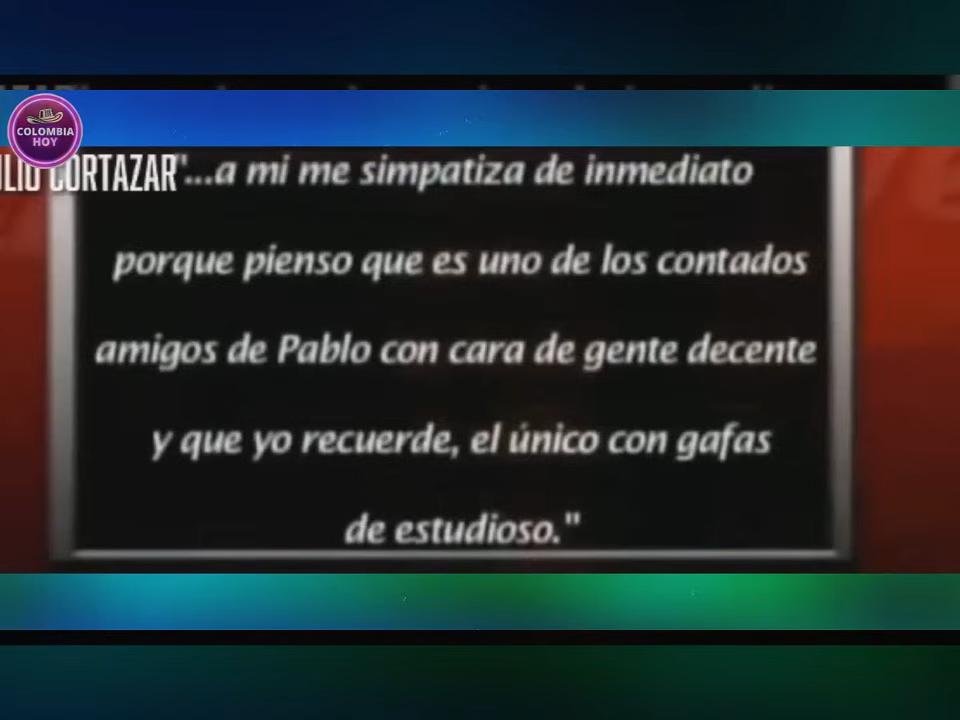 COLOMBIA
HOY
CORTAZAR
"...a mi me simpatiza de inmediato
porque pienso que es uno de los contados
amigos de Pablo con cara de gente decente
y que yo recuerde, el único con gafas
de estudioso."